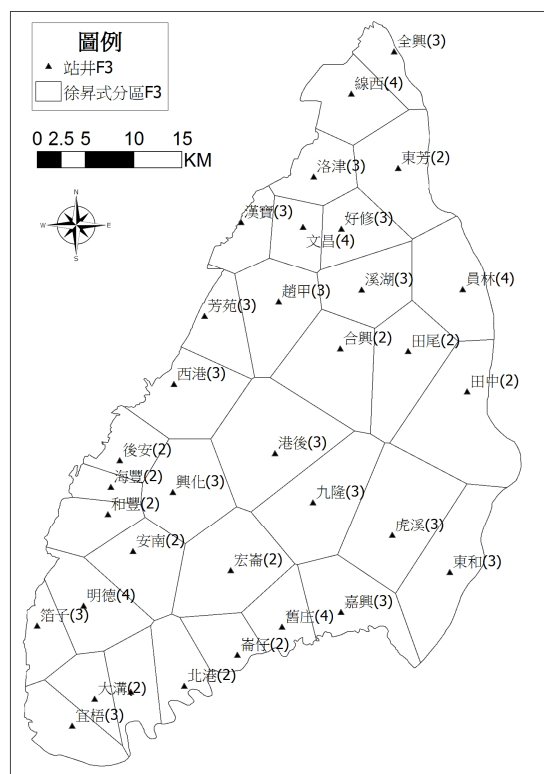 圖例
站井F3
徐昇式分區F3
0 2.5 5 10 15
KM
N
W E
S
全興(3)
線西(4)
東芳(2)
洛津(3)
漢寶(3)
文昌(4)
好修(3)
員林(4)
溪湖(3)
趙甲(3)
芳苑(3)
合興(2)
田尾(2)
西港(3)
田中(2)
港後(3)
後安(2)
海豐(2)
興化(3)
和豐(2)
九隆(3)
虎溪(3)
安南(2)
宏崙(2)
東和(3)
明德(4)
箔子(3)
舊庄(4)
嘉興(3)
崙仔(2)
北港(2)
大溝(2)
宜梧(3)